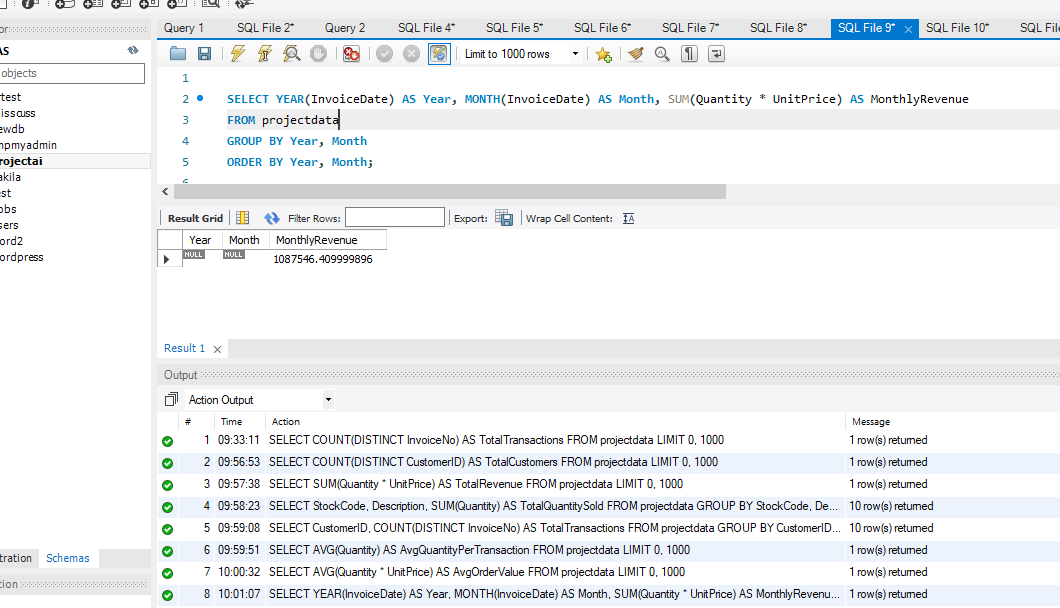 Query 1 SQL File 2* Query 2 SQL File 4* SQL File 5* SQL File 6* SQL File 7* SQL File 8* SQL File 9* SQL File 10* SQL File
AS
objects
Limit to 1000 rows
1
2 SELECT YEAR(InvoiceDate) AS Year, MONTH(InvoiceDate) AS Month, SUM(Quantity * UnitPrice) AS MonthlyRevenue
3 FROM projectdata
4 GROUP BY Year, Month
5 ORDER BY Year, Month;
6
test
isscuss
ewdb
hpmyadmin
rojectai
akila
est
obs
sers
ord2
ordpress
Result Grid Filter Rows: Export: Wrap Cell Content:
Year Month MonthlyRevenue
NULL NULL 1087546.409999896
Result 1
Output
Action Output
# Time Action Message
1 09:33:11 SELECT COUNT(DISTINCT InvoiceNo) AS TotalTransactions FROM projectdata LIMIT 0, 1000 1 row(s) returned
2 09:56:53 SELECT COUNT(DISTINCT CustomerID) AS TotalCustomers FROM projectdata LIMIT 0, 1000 1 row(s) returned
3 09:57:38 SELECT SUM(Quantity * UnitPrice) AS TotalRevenue FROM projectdata LIMIT 0, 1000 1 row(s) returned
4 09:58:23 SELECT StockCode, Description, SUM(Quantity) AS TotalQuantitySold FROM projectdata GROUP BY StockCode, De... 10 row(s) returned
5 09:59:08 SELECT CustomerID, COUNT(DISTINCT InvoiceNo) AS TotalTransactions FROM projectdata GROUP BY CustomerID... 10 row(s) returned
6 09:59:51 SELECT AVG(Quantity) AS AvgQuantityPerTransaction FROM projectdata LIMIT 0, 1000 1 row(s) returned
7 10:00:32 SELECT AVG(Quantity * UnitPrice) AS AvgOrderValue FROM projectdata LIMIT 0, 1000 1 row(s) returned
8 10:01:07 SELECT YEAR(InvoiceDate) AS Year, MONTH(InvoiceDate) AS Month, SUM(Quantity * UnitPrice) AS MonthlyRevenu... 1 row(s) returned
tration Schemas
tion